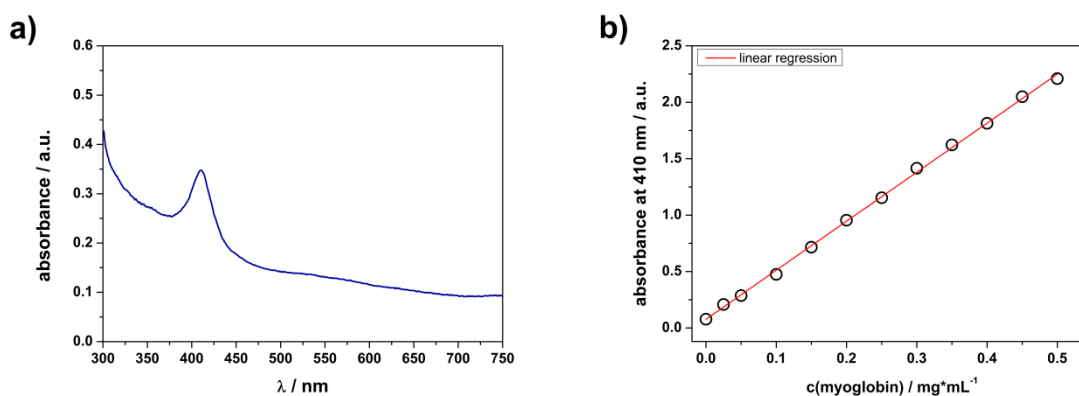 a)
0.6
0.5
0.4
0.3
0.2
0.1
0.0
absorbance / a.u.
300 350 400 450 500 550 600 650 700 750
λ / nm
b)
linear regression
2.5
2.0
1.5
1.0
0.5
0.0
absorbance at 410 nm / a.u.
0.0 0.1 0.2 0.3 0.4 0.5
c(myoglobin) / mg*mL⁻¹